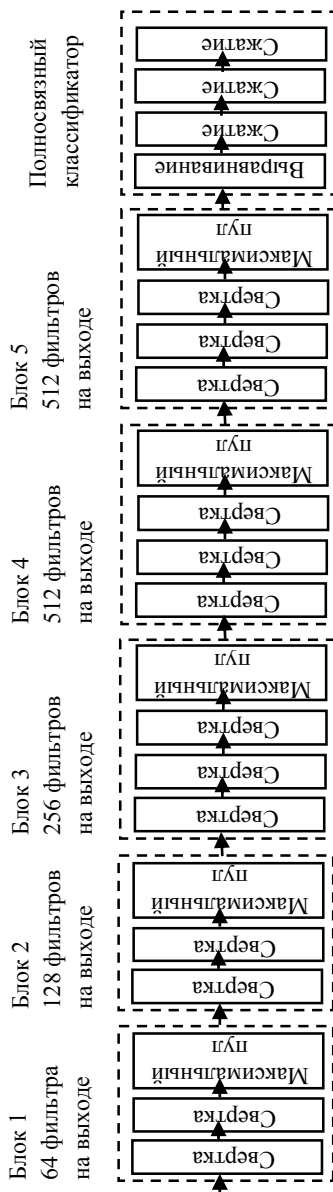 Блок 1
64 фильтра
на выходе
Свертка
Свертка
Максимальный
пул
Блок 2
128 фильтров
на выходе
Свертка
Свертка
Максимальный
пул
Блок 3
256 фильтров
на выходе
Свертка
Свертка
Свертка
Максимальный
пул
Блок 4
512 фильтров
на выходе
Свертка
Свертка
Свертка
Максимальный
пул
Блок 5
512 фильтров
на выходе
Свертка
Свертка
Свертка
Максимальный
пул
Полносвязный
классификатор
Выравнивание
Сжатие
Сжатие
Сжатие